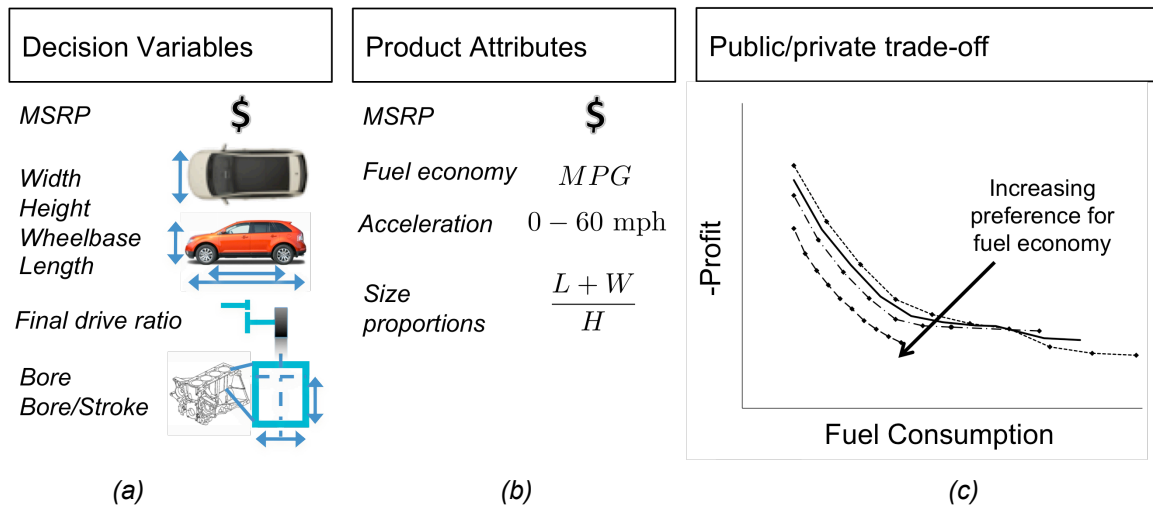 Decision Variables
MSRP
$
Width
Height
Wheelbase
Length
Final drive ratio
Bore
Bore/Stroke
(a)
Product Attributes
MSRP
$
Fuel economy
MPG
Acceleration
0 − 60 mph
Size
proportions
L + W
H
(b)
Public/private trade-off
Increasing
preference for
fuel economy
-Profit
Fuel Consumption
(c)